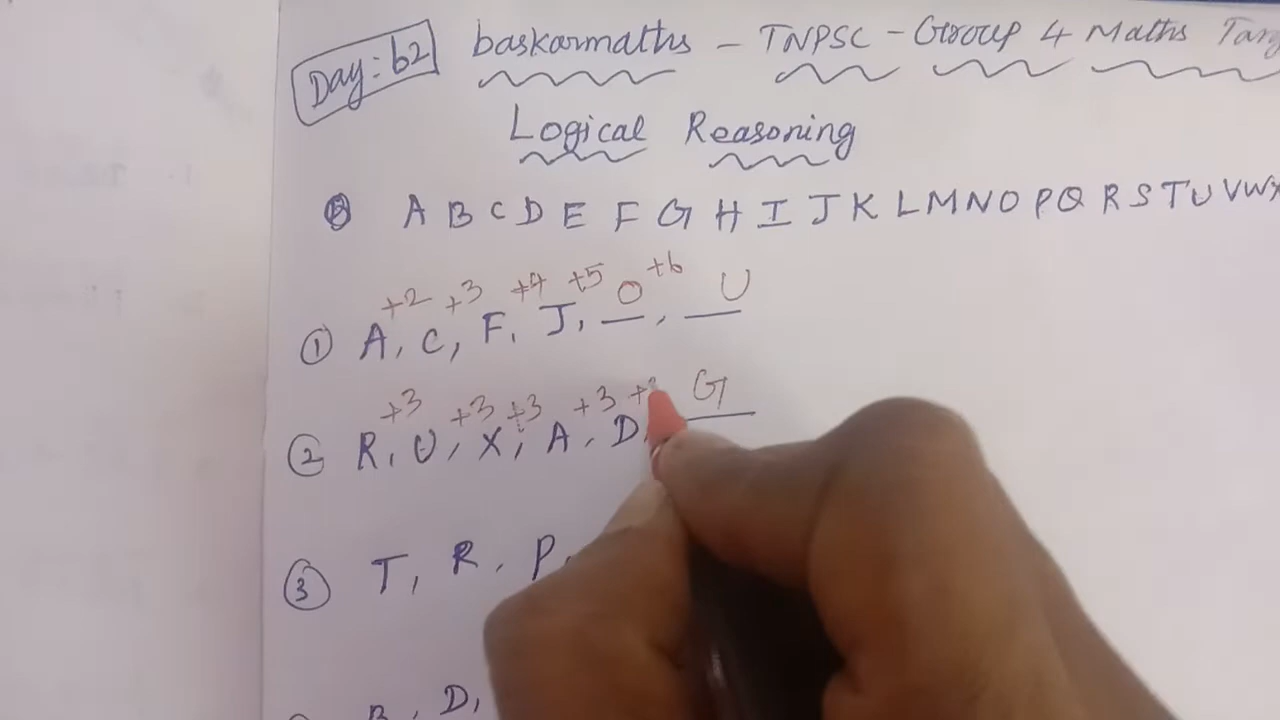 Day: 62 baskarmaths - TNPSC - Group 4 Maths
Logical Reasoning
A B C D E F G H I J K L M N O P Q R S T U V W X
+2 +3 +4 +5 +6
① A, C, F, J, O, U
+3 +3 +3 +3
② R, U, X, A, D, G
③ T, R, P,
B, D,